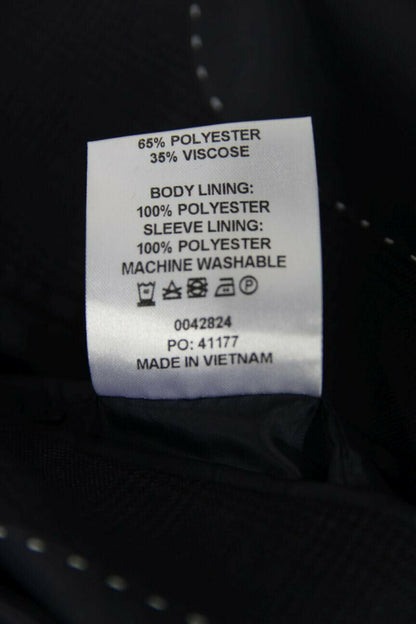 65% POLYESTER
35% VISCOSE
BODY LINING:
100% POLYESTER
SLEEVE LINING:
100% POLYESTER
MACHINE WASHABLE
P
0042824
PO: 41177
MADE IN VIETNAM